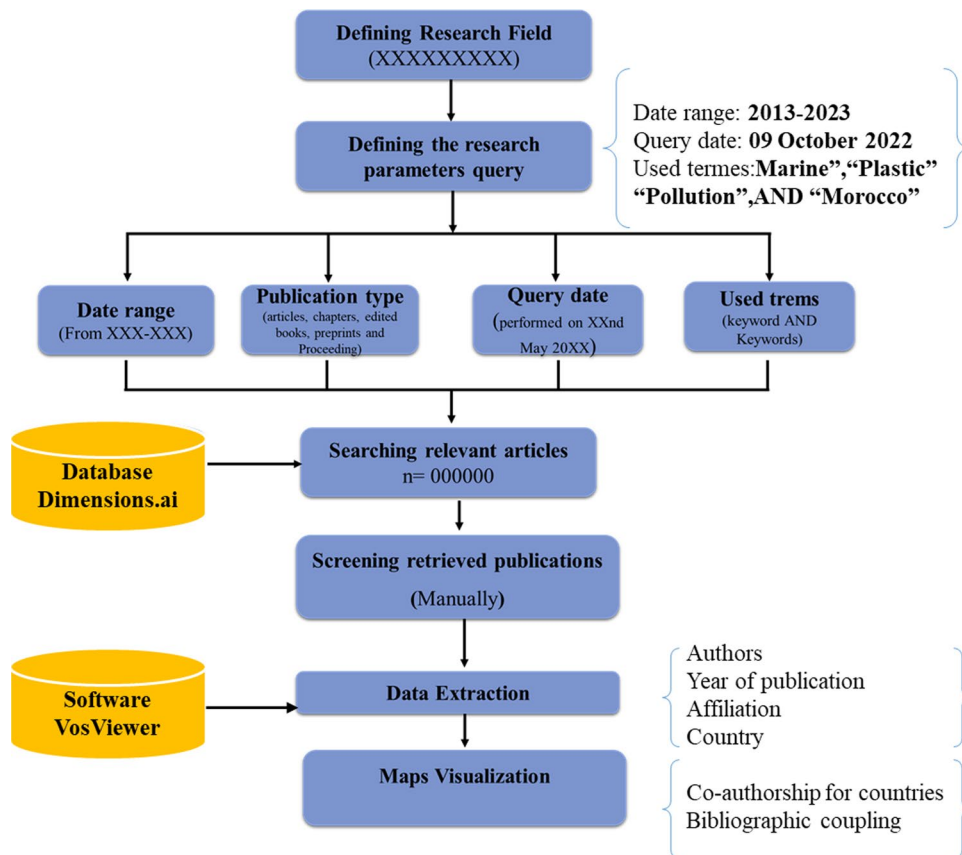 Defining Research Field
(XXXXXXXXX)
Defining the research
parameters query
Date range: 2013-2023
Query date: 09 October 2022
Used termes:Marine”,“Plastic”
“Pollution”,AND “Morocco”
Date range
(From XXX-XXX)
Publication type
(articles, chapters, edited
books, preprints and
Proceeding)
Query date
(performed on XXnd
May 20XX)
Used trems
(keyword AND
Keywords)
Database
Dimensions.ai
Searching relevant articles
n= 000000
Screening retrieved publications
(Manually)
Software
VosViewer
Data Extraction
Authors
Year of publication
Affiliation
Country
Maps Visualization
Co-authorship for countries
Bibliographic coupling